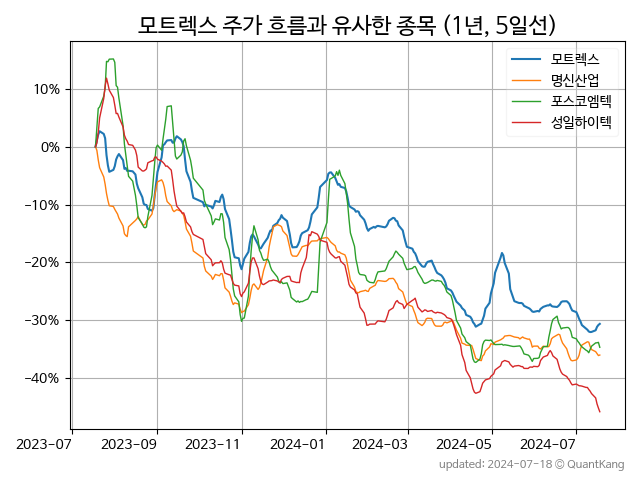 모트렉스 주가 흐름과 유사한 종목 (1년, 5일선)
모트렉스
명신산업
포스코엠텍
성일하이텍
10%
0%
−10%
−20%
−30%
−40%
2023-07
2023-09
2023-11
2024-01
2024-03
2024-05
2024-07
updated: 2024-07-18 © QuantKang